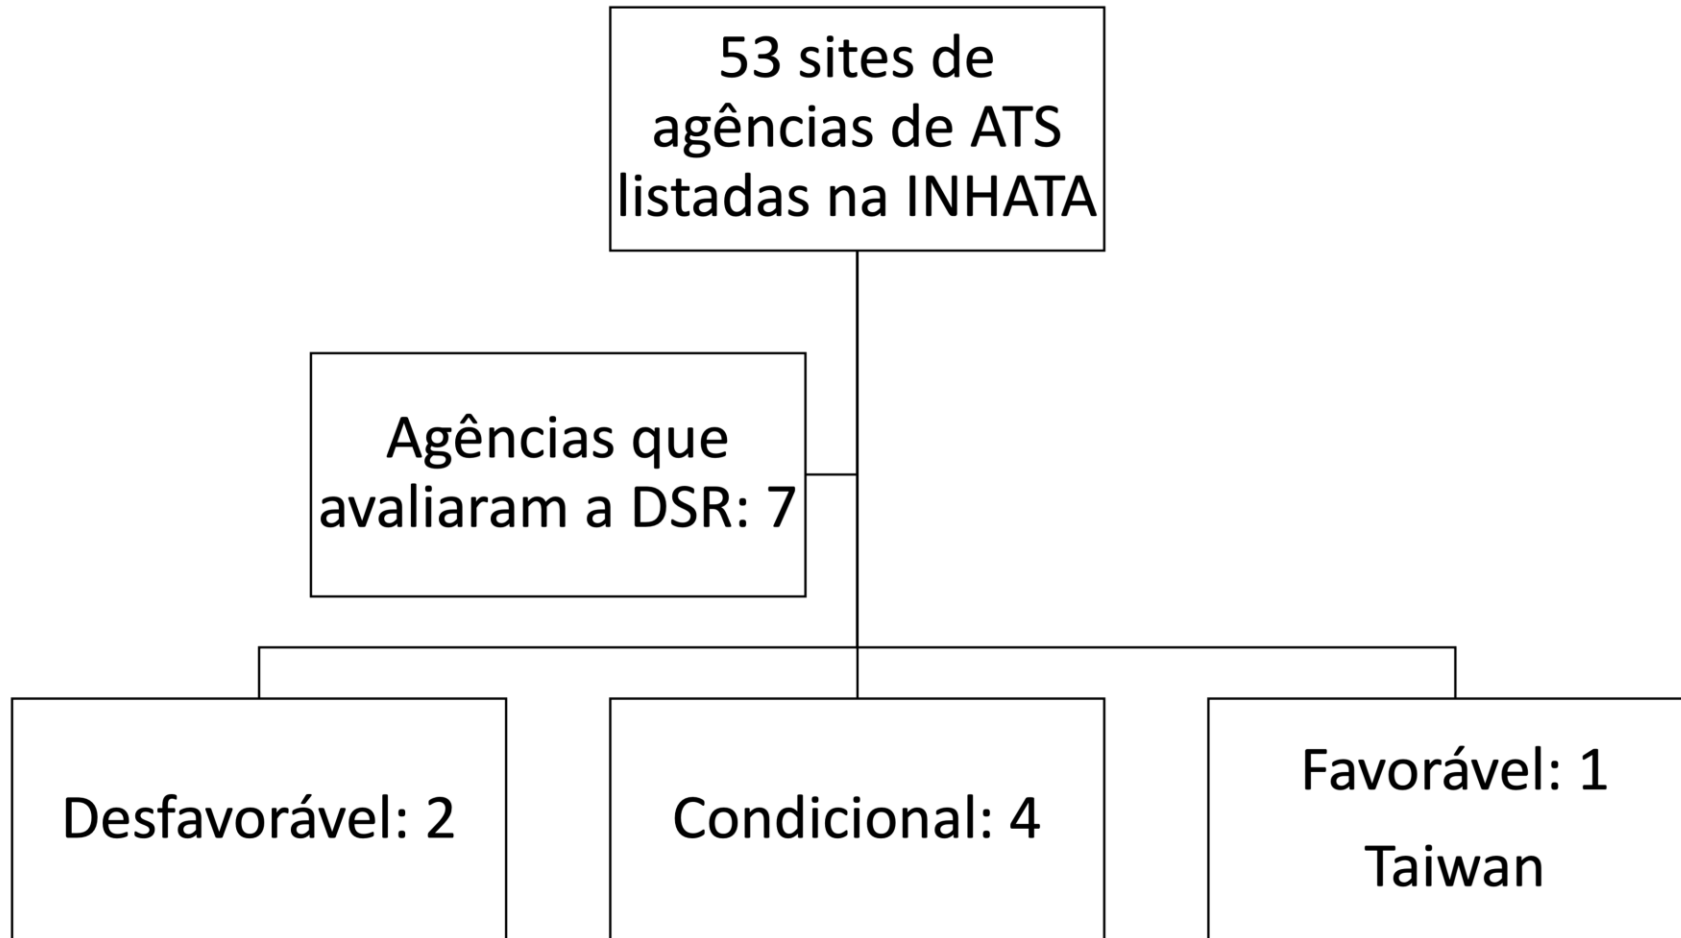 53 sites de
agências de ATS
listadas na INHATA
Agências que
avaliaram a DSR: 7
Desfavorável: 2
Condicional: 4
Favorável: 1
Taiwan